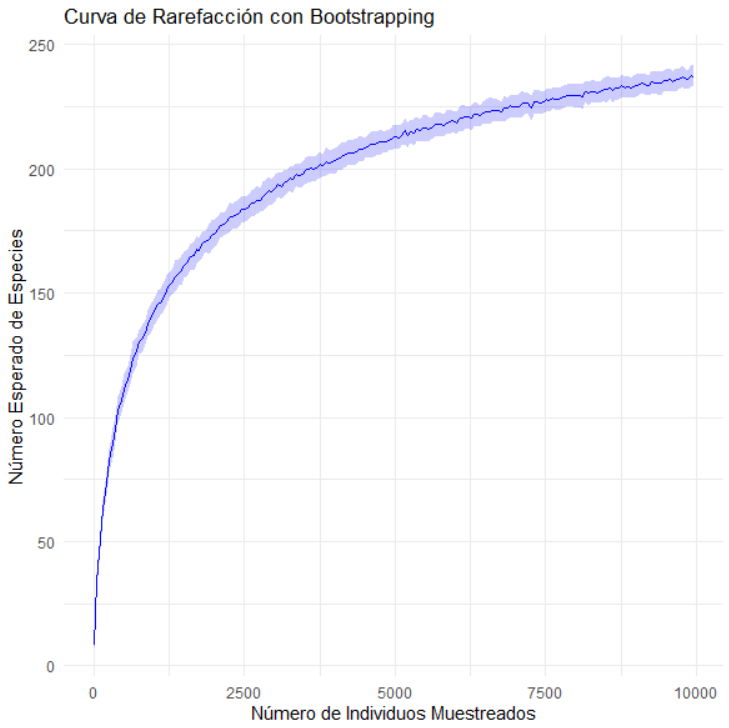 Curva de Rarefacción con Bootstrapping
250
200
150
100
50
0
Número Esperado de Especies
0 2500 5000 7500 10000
Número de Individuos Muestreados